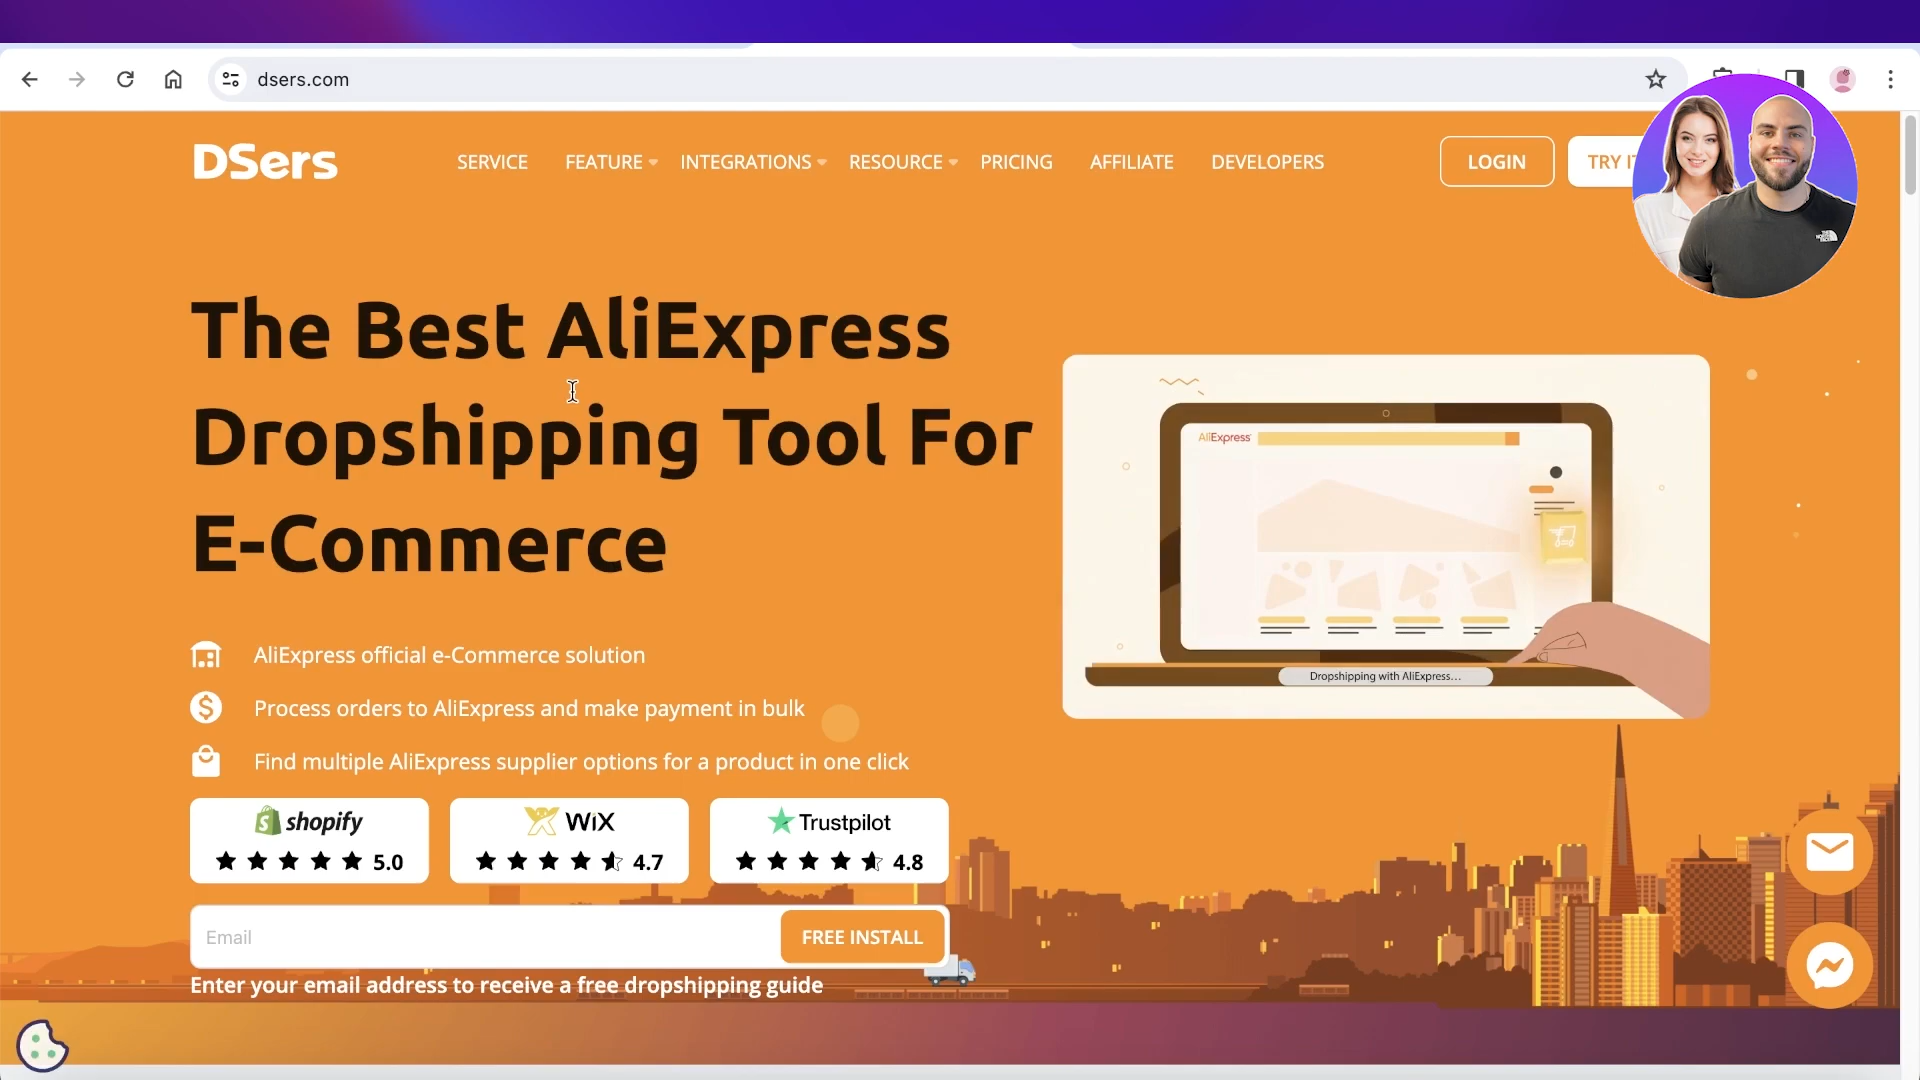 dsers.com
DSers
SERVICE
FEATURE
INTEGRATIONS
RESOURCE
PRICING
AFFILIATE
DEVELOPERS
LOGIN
TRY
The Best AliExpress
Dropshipping Tool For
E-Commerce
AliExpress
Dropshipping with AliExpress...
AliExpress official e-Commerce solution
Process orders to AliExpress and make payment in bulk
Find multiple AliExpress supplier options for a product in one click
shopify
5.0
WiX
4.7
Trustpilot
4.8
Email
FREE INSTALL
Enter your email address to receive a free dropshipping guide